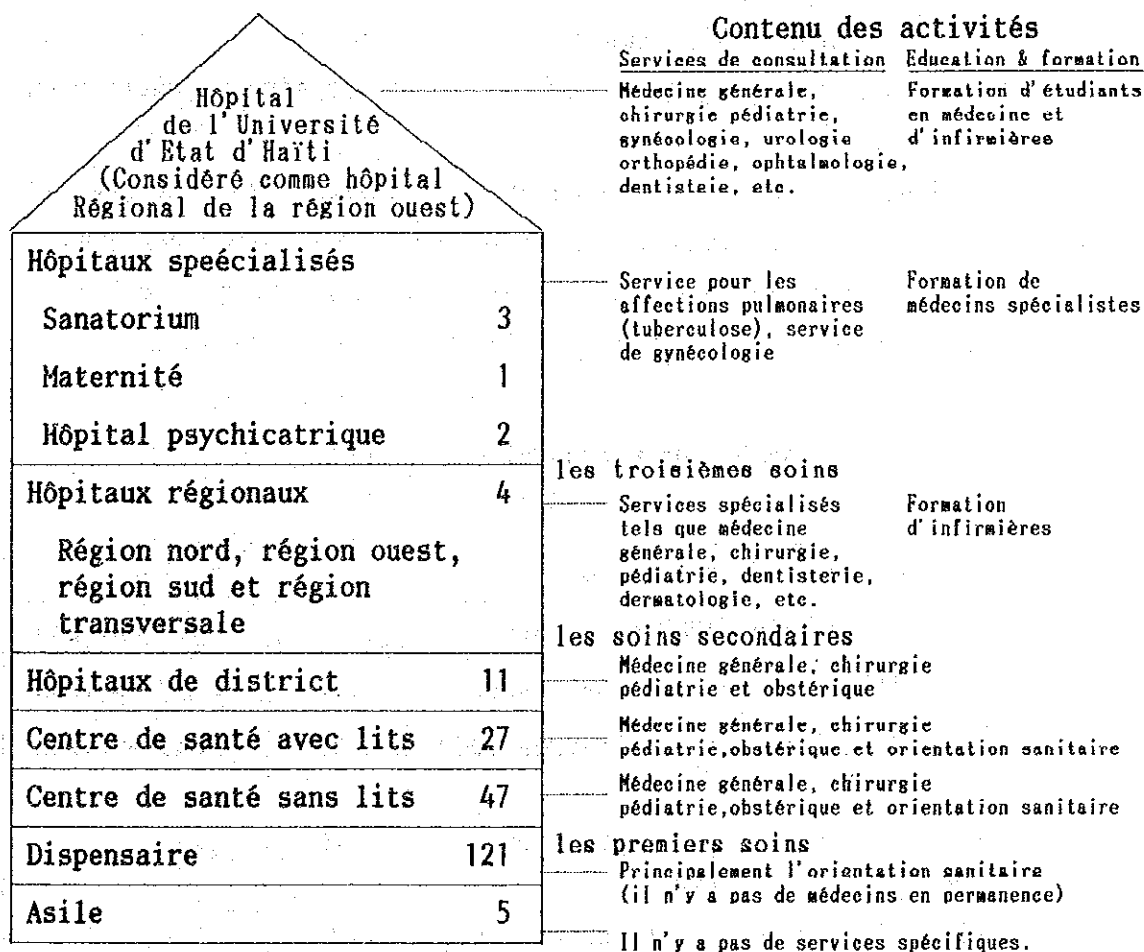 Contenu des activités
Services de consultation Education & formation
Hôpital
de l'Université
d'Etat d'Haïti
(Considéré comme hôpital
Régional de la région ouest)
Médecine générale,
chirurgie pédiatrie,
gynécologie, urologie
orthopédie, ophtalmologie,
dentisteie, etc.
Formation d'étudiants
en médecine et
d'infirmières
Hôpitaux speécialisés
Sanatorium 3
Maternité 1
Hôpital psychicatrique 2
Service pour les
affections pulmonaires
(tuberculose), service
de gynécologie
Formation de
médecins spécialistes
les troisièmes soins
Hôpitaux régionaux 4
Région nord, région ouest,
région sud et région
transversale
Services spécialisés
tels que médecine
générale, chirurgie,
pédiatrie, dentisterie,
dermatologie, etc.
Formation
d'infirmières
les soins secondaires
Hôpitaux de district 11
Médecine générale, chirurgie
pédiatrie et obstérique
Centre de santé avec lits 27
Médecine générale, chirurgie
pédiatrie,obstérique et orientation sanitaire
Centre de santé sans lits 47
Médecine générale, chirurgie
pédiatrie,obstérique et orientation sanitaire
les premiers soins
Dispensaire 121
Principalement l'orientation sanitaire
(il n'y a pas de médecins en permanence)
Asile 5
Il n'y a pas de services spécifiques.